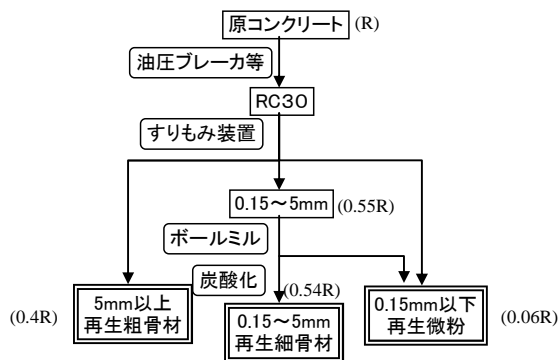 原コンクリート (R)
油圧ブレーカ等
RC30
すりもみ装置
0.15～5mm (0.55R)
ボールミル
炭酸化
(0.54R)
(0.4R)
5mm以上
再生粗骨材
0.15～5mm
再生細骨材
0.15mm以下
再生微粉
(0.06R)